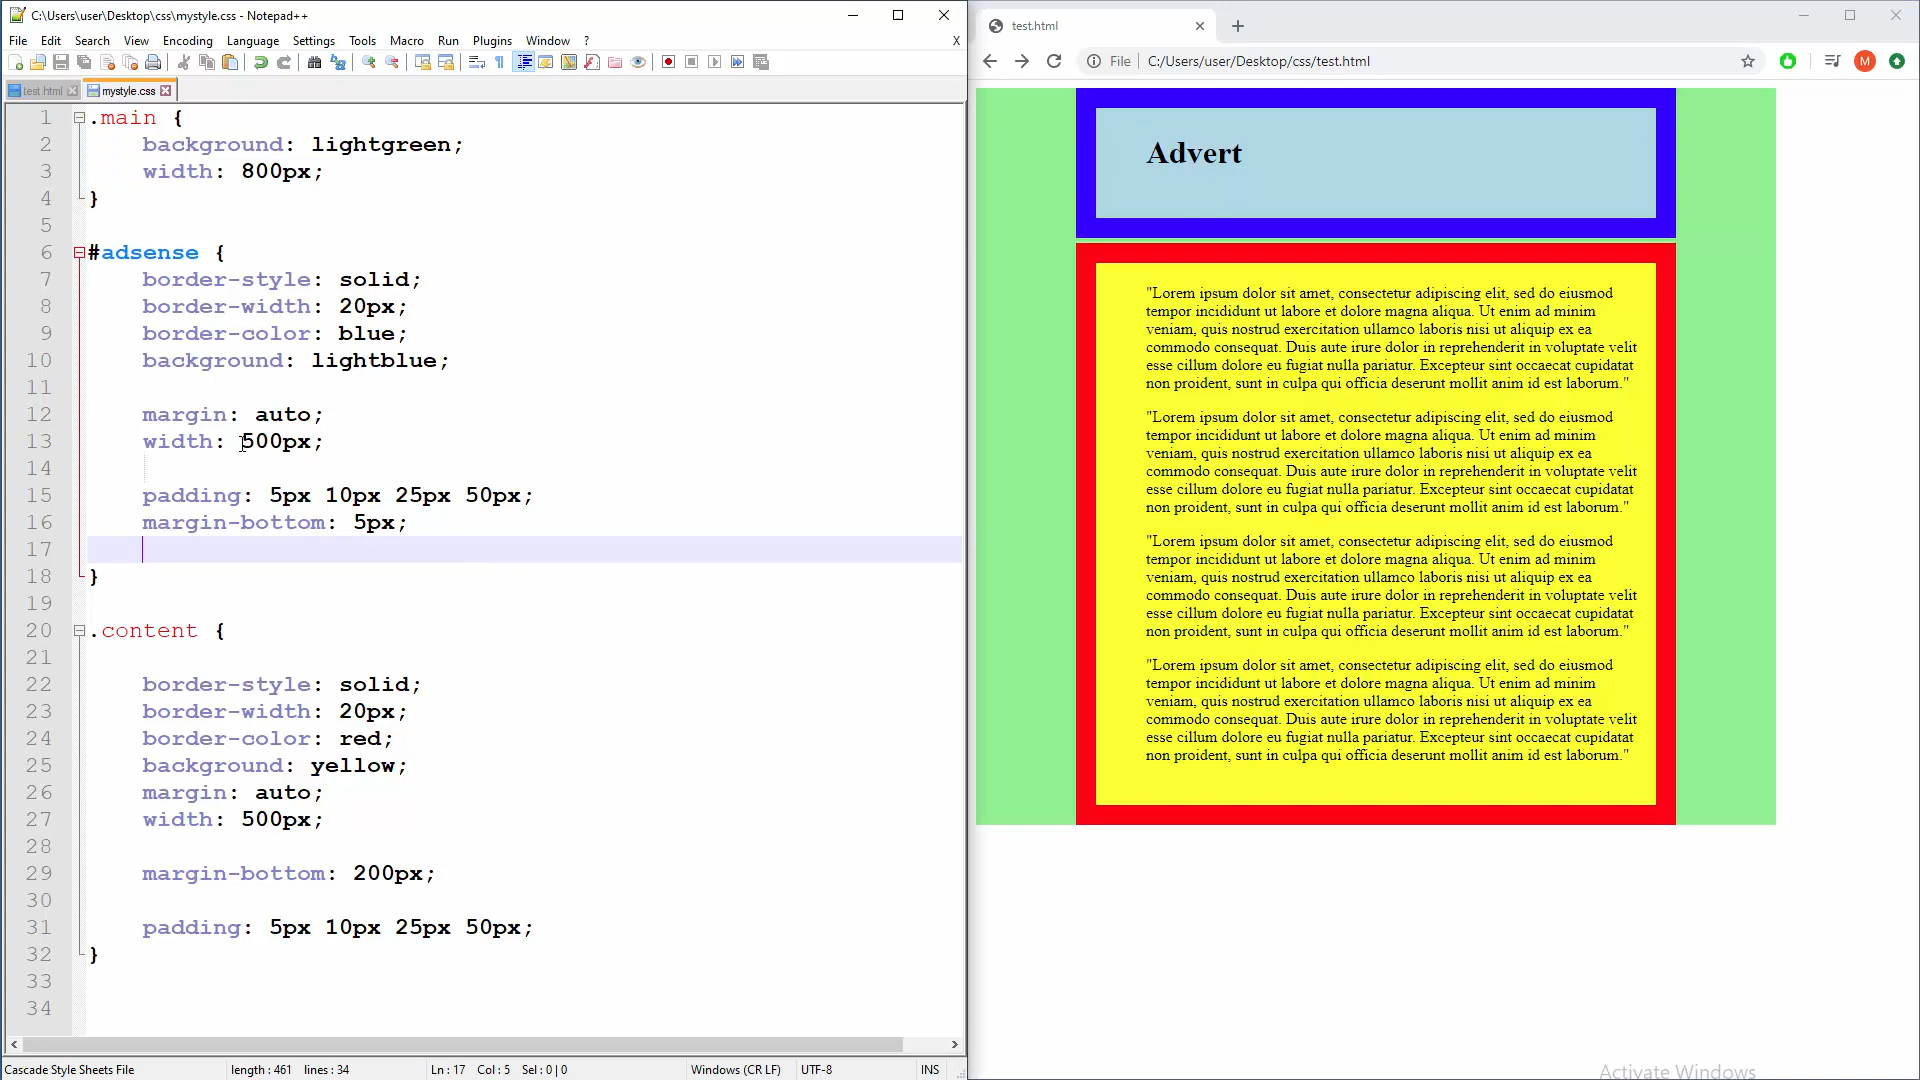 C:\Users\user\Desktop\css\mystyle.css - Notepad++
File Edit Search View Encoding Language Settings Tools Macro Run Plugins Window ? X
test.html mystyle.css
1 .main {
2 background: lightgreen;
3 width: 800px;
4 }
5
6 #adsense {
7 border-style: solid;
8 border-width: 20px;
9 border-color: blue;
10 background: lightblue;
11
12 margin: auto;
13 width: 500px;
14
15 padding: 5px 10px 25px 50px;
16 margin-bottom: 5px;
17
18 }
19
20 .content {
21
22 border-style: solid;
23 border-width: 20px;
24 border-color: red;
25 background: yellow;
26 margin: auto;
27 width: 500px;
28
29 margin-bottom: 200px;
30
31 padding: 5px 10px 25px 50px;
32 }
33
34
Cascade Style Sheets File length : 461 lines : 34 Ln : 17 Col : 5 Sel : 0 | 0 Windows (CR LF) UTF-8 INS
test.html
File C:/Users/user/Desktop/css/test.html M
Advert
"Lorem ipsum dolor sit amet, consectetur adipiscing elit, sed do eiusmod
tempor incididunt ut labore et dolore magna aliqua. Ut enim ad minim
veniam, quis nostrud exercitation ullamco laboris nisi ut aliquip ex ea
commodo consequat. Duis aute irure dolor in reprehenderit in voluptate velit
esse cillum dolore eu fugiat nulla pariatur. Excepteur sint occaecat cupidatat
non proident, sunt in culpa qui officia deserunt mollit anim id est laborum."
"Lorem ipsum dolor sit amet, consectetur adipiscing elit, sed do eiusmod
tempor incididunt ut labore et dolore magna aliqua. Ut enim ad minim
veniam, quis nostrud exercitation ullamco laboris nisi ut aliquip ex ea
commodo consequat. Duis aute irure dolor in reprehenderit in voluptate velit
esse cillum dolore eu fugiat nulla pariatur. Excepteur sint occaecat cupidatat
non proident, sunt in culpa qui officia deserunt mollit anim id est laborum."
"Lorem ipsum dolor sit amet, consectetur adipiscing elit, sed do eiusmod
tempor incididunt ut labore et dolore magna aliqua. Ut enim ad minim
veniam, quis nostrud exercitation ullamco laboris nisi ut aliquip ex ea
commodo consequat. Duis aute irure dolor in reprehenderit in voluptate velit
esse cillum dolore eu fugiat nulla pariatur. Excepteur sint occaecat cupidatat
non proident, sunt in culpa qui officia deserunt mollit anim id est laborum."
"Lorem ipsum dolor sit amet, consectetur adipiscing elit, sed do eiusmod
tempor incididunt ut labore et dolore magna aliqua. Ut enim ad minim
veniam, quis nostrud exercitation ullamco laboris nisi ut aliquip ex ea
commodo consequat. Duis aute irure dolor in reprehenderit in voluptate velit
esse cillum dolore eu fugiat nulla pariatur. Excepteur sint occaecat cupidatat
non proident, sunt in culpa qui officia deserunt mollit anim id est laborum."
Activate Windows